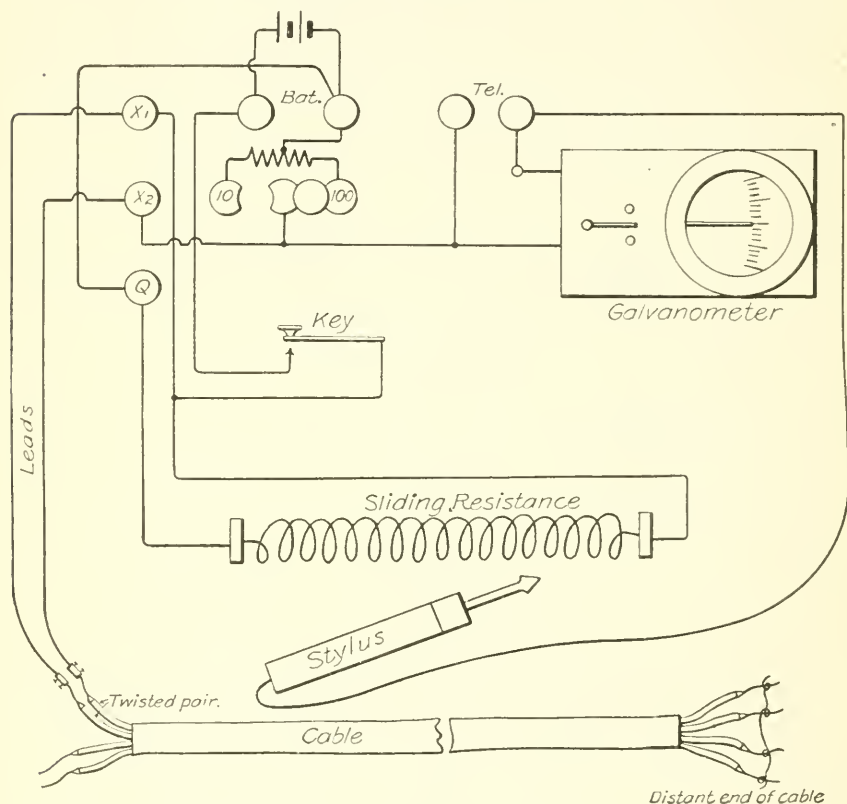 Bat.
Tel.
X1
10
100
X2
Q
Galvanometer
Key
Leads
Sliding Resistance
Stylus
Twisted pair.
Cable
Distant end of cable